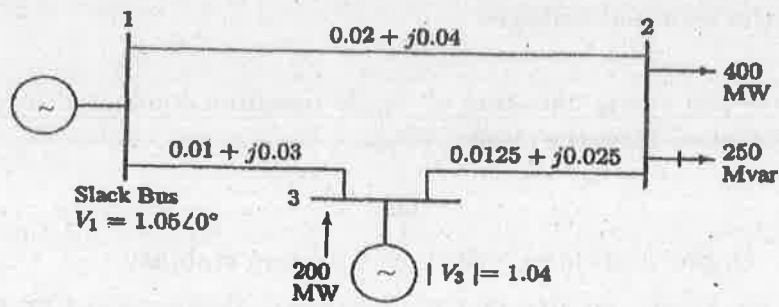 1
0.02 + j0.04
2
400
MW
~
0.01 + j0.03
0.0125 + j0.025
250
Mvar
Slack Bus
V₁ = 1.05∠0°
3
200
MW
~
| V₃ |= 1.04